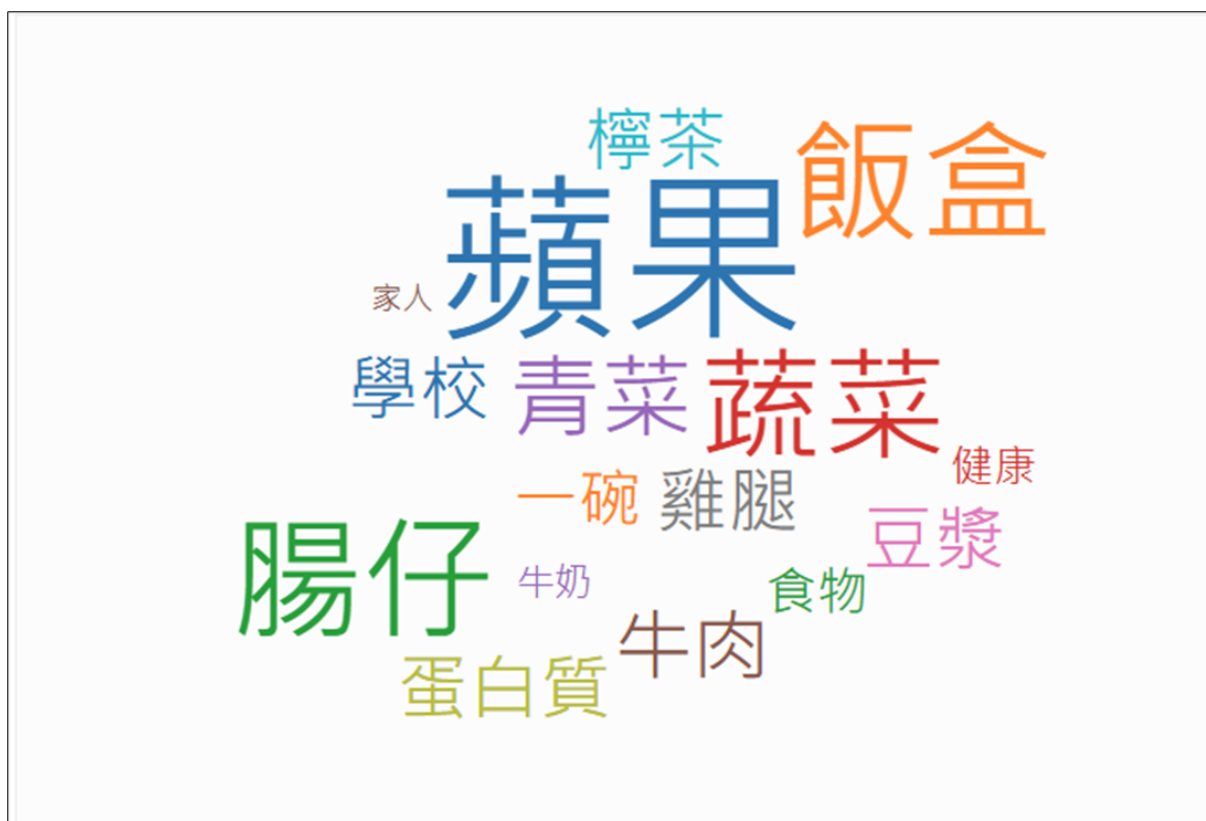 檸茶
飯盒
蘋果
家人
學校
青菜
蔬菜
健康
一碗
雞腿
豆漿
腸仔
牛奶
食物
牛肉
蛋白質